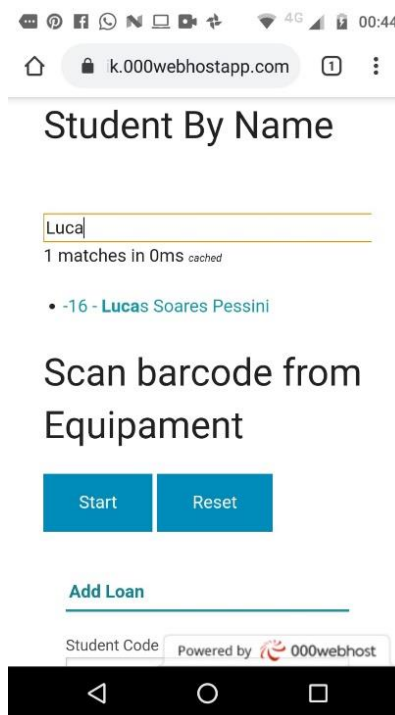 4G 00:44
k.000webhostapp.com 1
Student By Name
Luca
1 matches in 0ms cached
-16 - Lucas Soares Pessini
Scan barcode from
Equipament
Start Reset
Add Loan
Student Code Powered by 000webhost